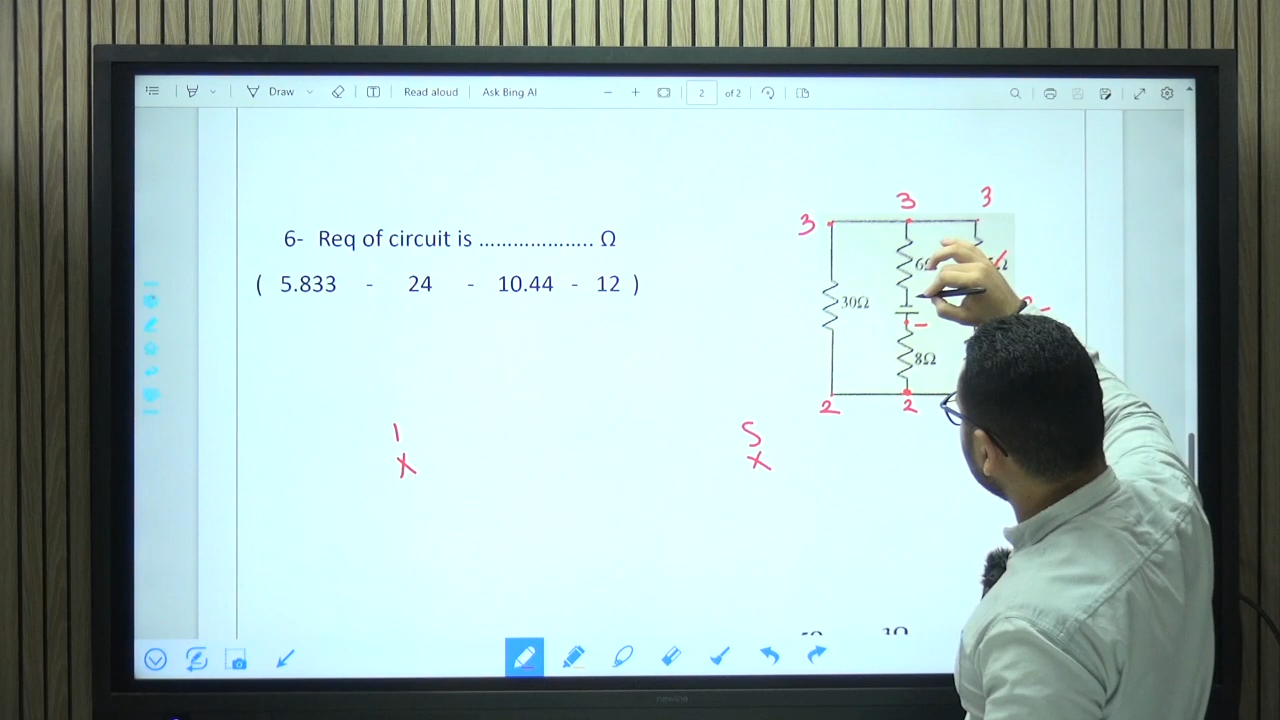 Draw
Read aloud
Ask Bing AI
2 of 2
3 3 3
6- Req of circuit is ..................... Ω
( 5.833 - 24 - 10.44 - 12 )
30Ω
8Ω
2 2
1 5
x x
newline